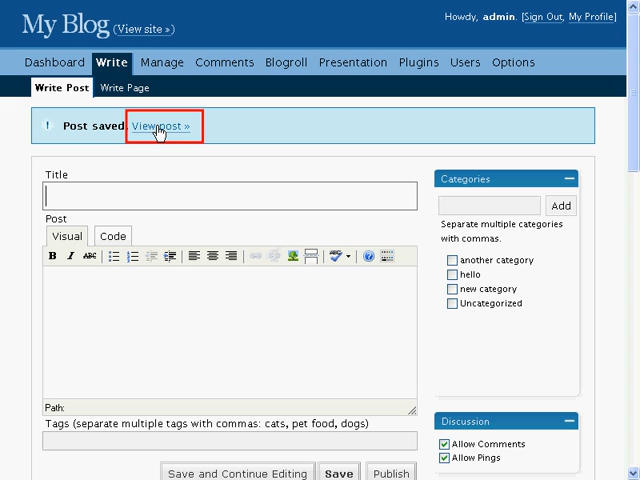 My Blog (View site »)
Howdy, admin. [Sign Out, My Profile]
Dashboard Write Manage Comments Blogroll Presentation Plugins Users Options
Write Post Write Page
! Post saved. View post »
Title
Post
Visual Code
B I ABC
Path:
Tags (separate multiple tags with commas: cats, pet food, dogs)
Save and Continue Editing Save Publish
Categories
Add
Separate multiple categories
with commas.
another category
hello
new category
Uncategorized
Discussion
Allow Comments
Allow Pings